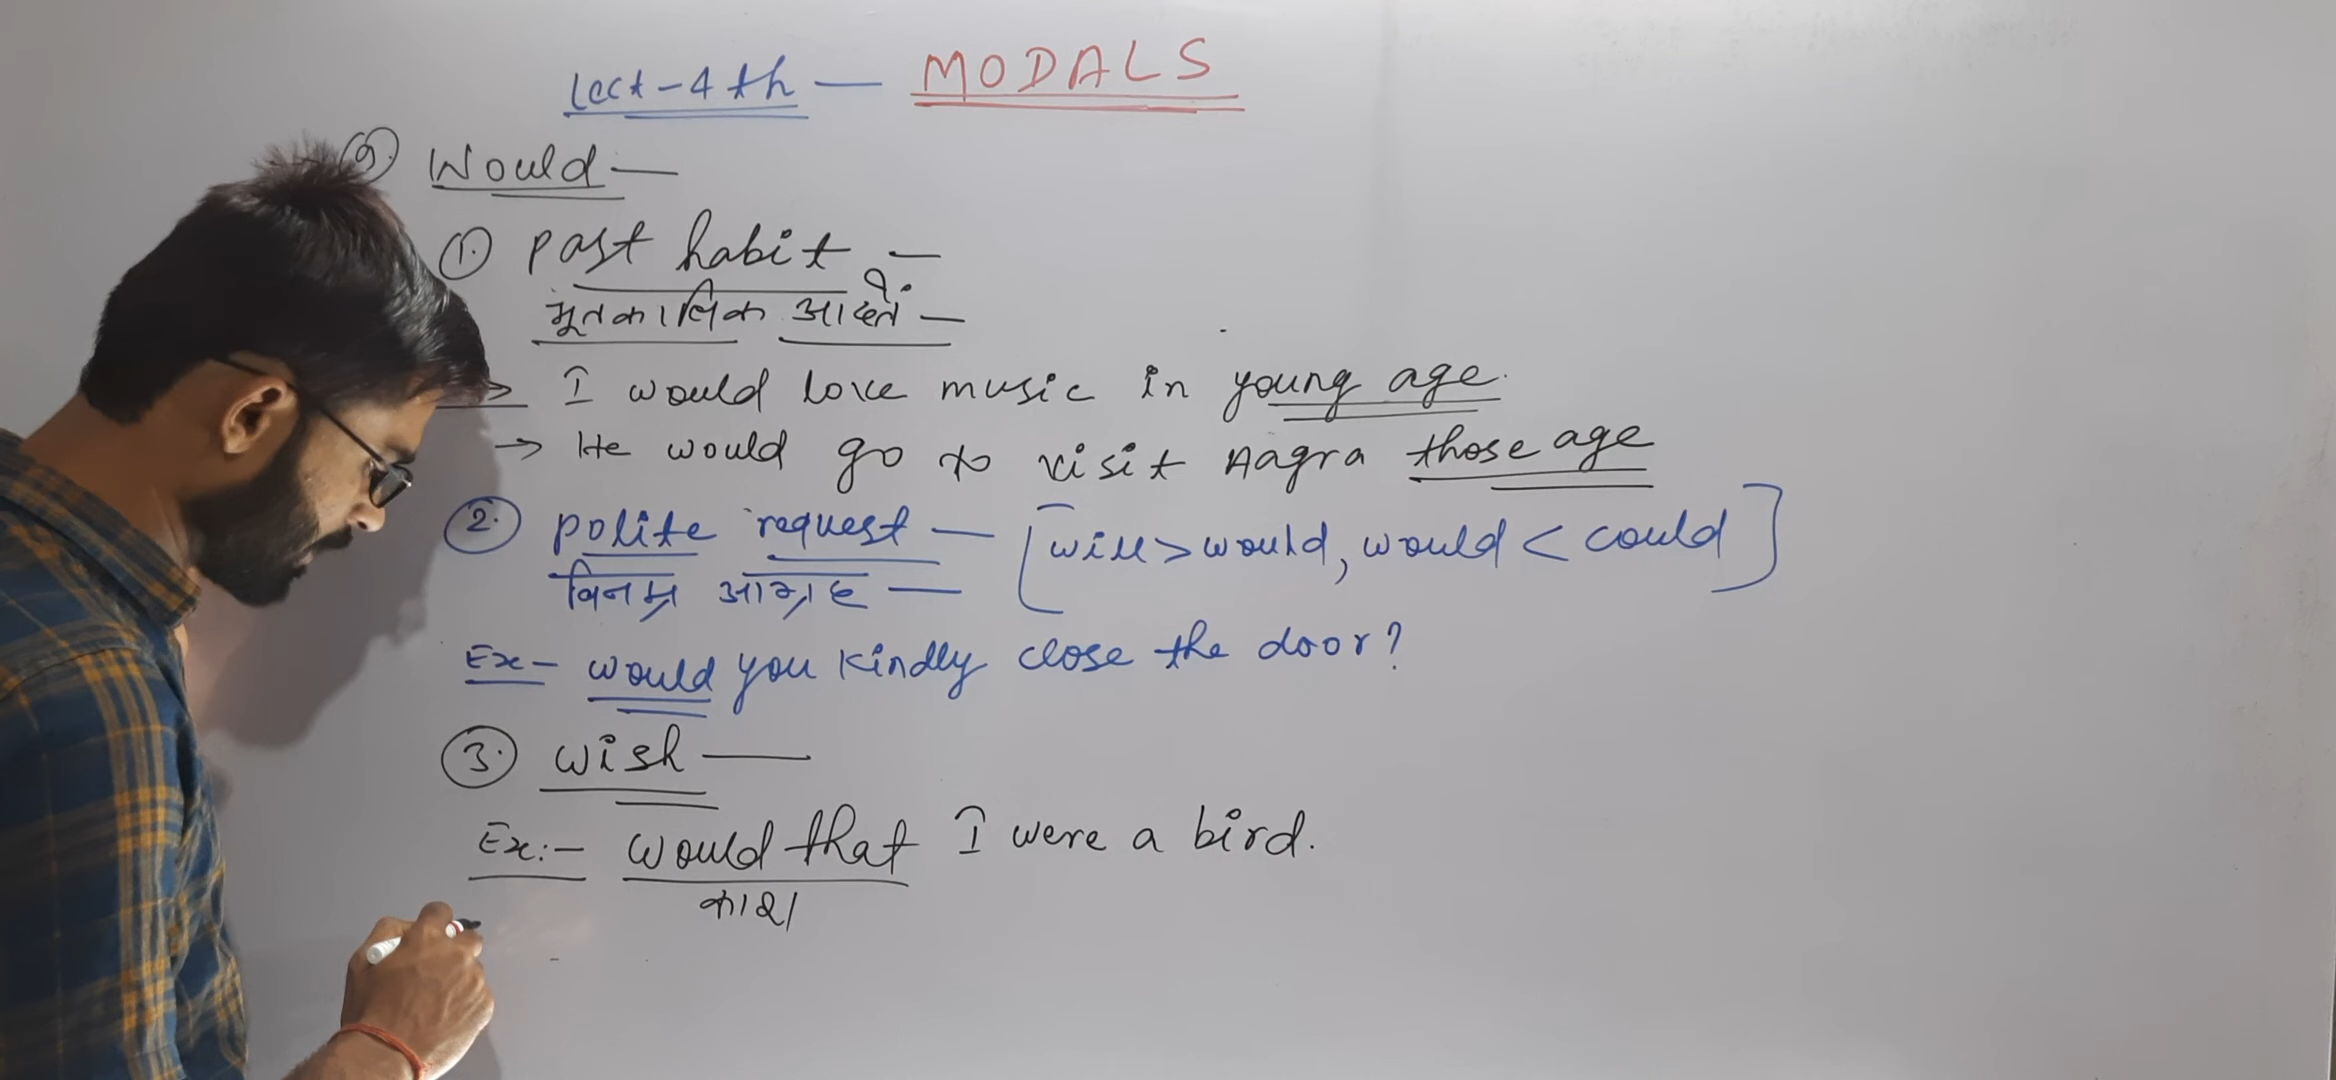 Lect-4th — MODALS
9. Would —
1. past habit —
भूतकालिक आदतें —
→ I would love music in young age.
→ He would go to visit Aagra those age
2. polite request — [will > would, would < could]
विनम्र आग्रह —
Ex- would you kindly close the door?
3. wish —
Ex:- would that I were a bird.
काश